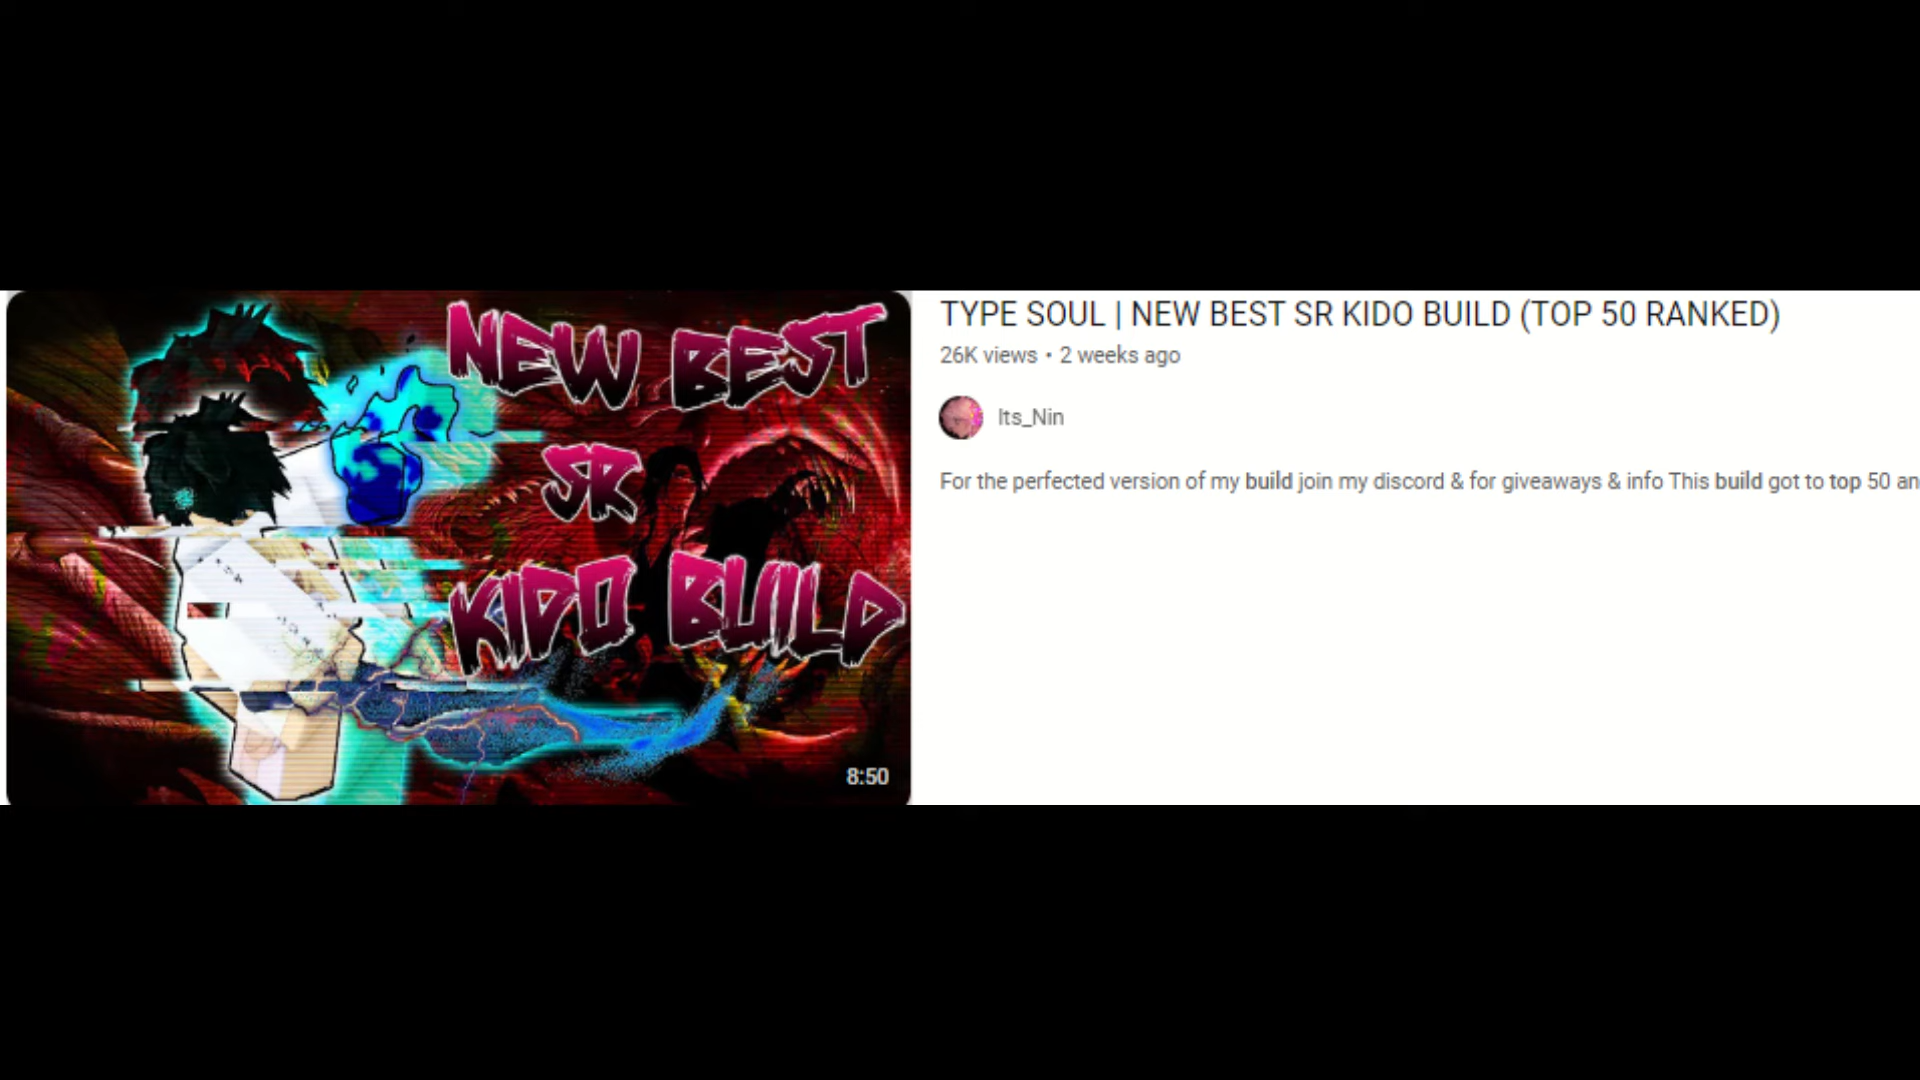 NEW BEST
SR
KIDO BUILD
8:50
TYPE SOUL | NEW BEST SR KIDO BUILD (TOP 50 RANKED)
26K views • 2 weeks ago
Its_Nin
For the perfected version of my build join my discord & for giveaways & info This build got to top 50 an